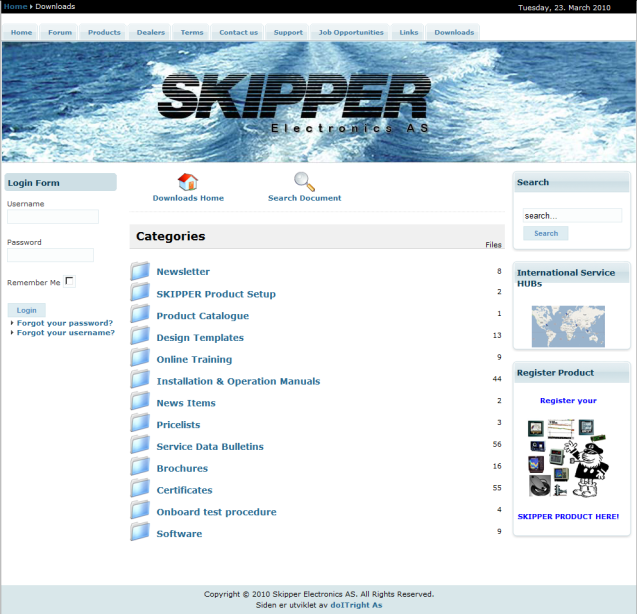 Home Downloads
Tuesday, 23. March 2010
Home Forum Products Dealers Terms Contact us Support Job Opportunities Links Downloads
SKIPPER
Electronics AS
Login Form
Username
Password
Remember Me
Login
Forgot your password?
Forgot your username?
Downloads Home
Search Document
Categories
Files
Newsletter 8
SKIPPER Product Setup 2
Product Catalogue 1
Design Templates 13
Online Training 9
Installation & Operation Manuals 44
News Items 2
Pricelists 3
Service Data Bulletins 56
Brochures 16
Certificates 55
Onboard test procedure 4
Software 9
Search
search...
Search
International Service
HUBs
Register Product
Register your
SKIPPER PRODUCT HERE!
Copyright © 2010 Skipper Electronics AS. All Rights Reserved.
Siden er utviklet av doITright As